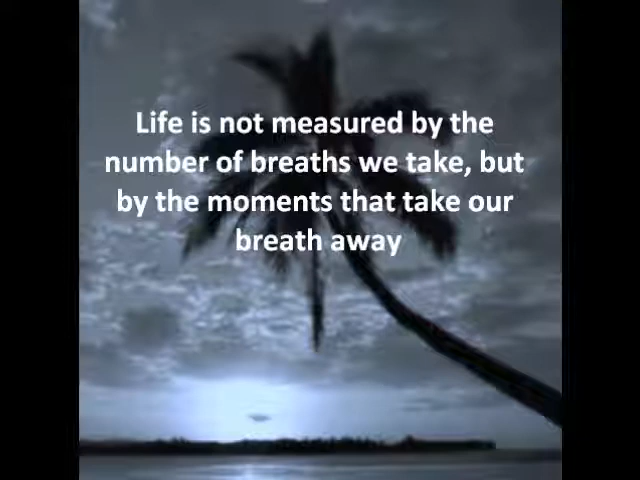 Life is not measured by the
number of breaths we take, but
by the moments that take our
breath away